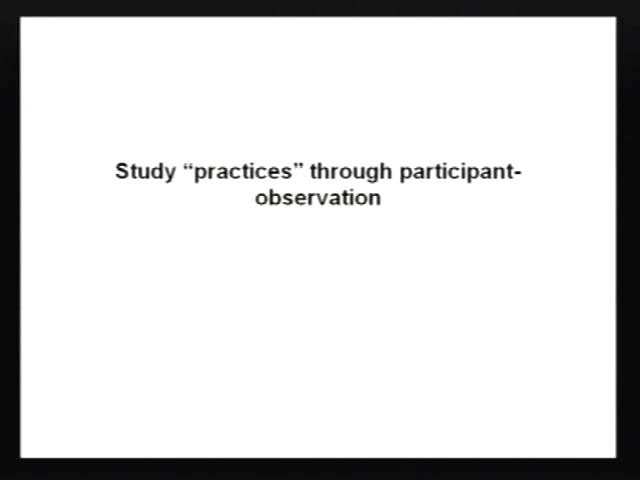 Study “practices” through participant-
observation